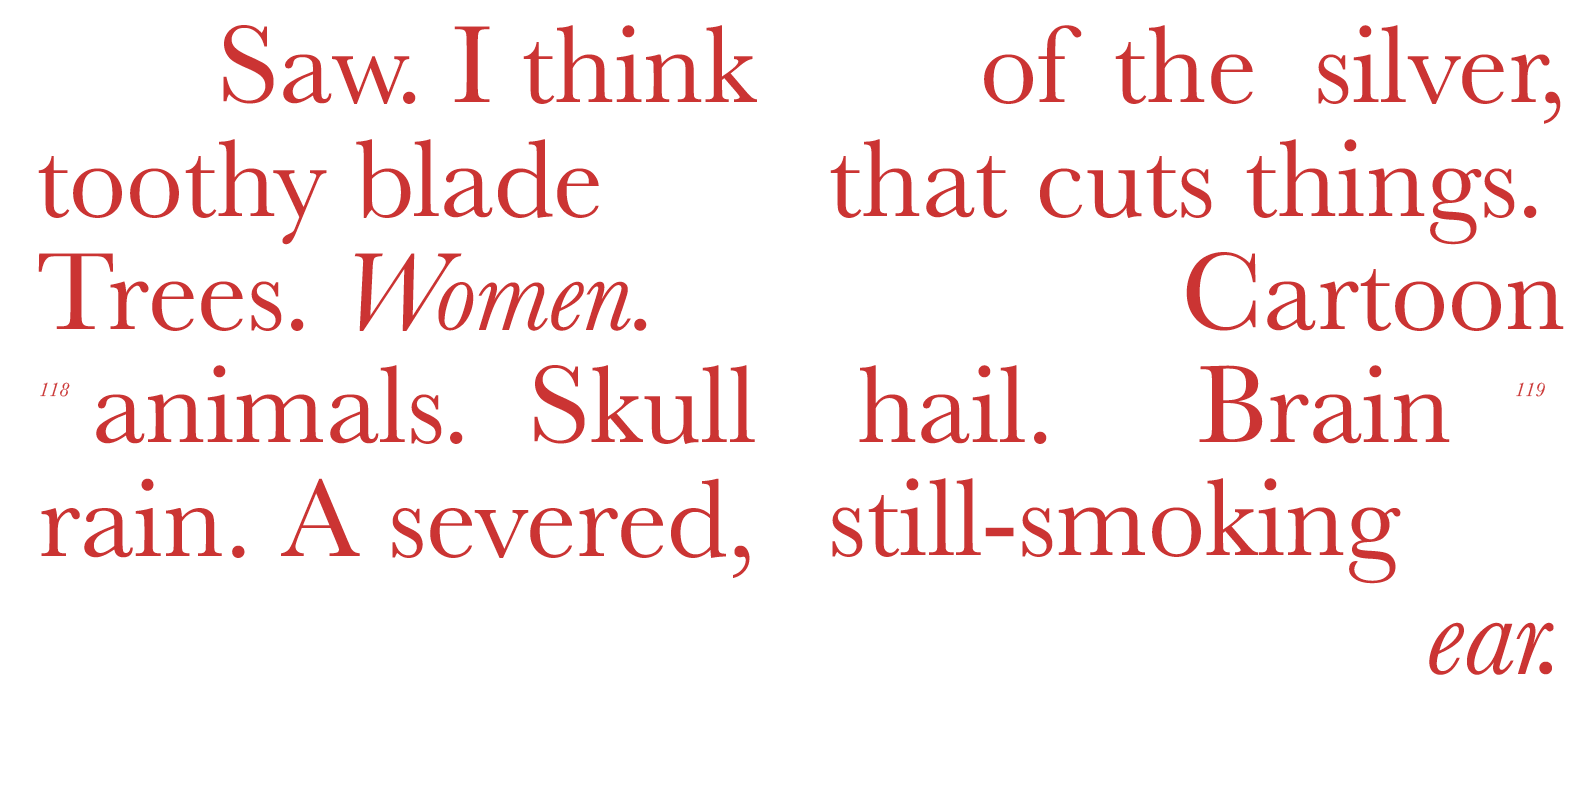 Saw. I think of the silver,
toothy blade that cuts things.
Trees. Women. Cartoon
118 animals. Skull hail. Brain 119
rain. A severed, still-smoking
ear.